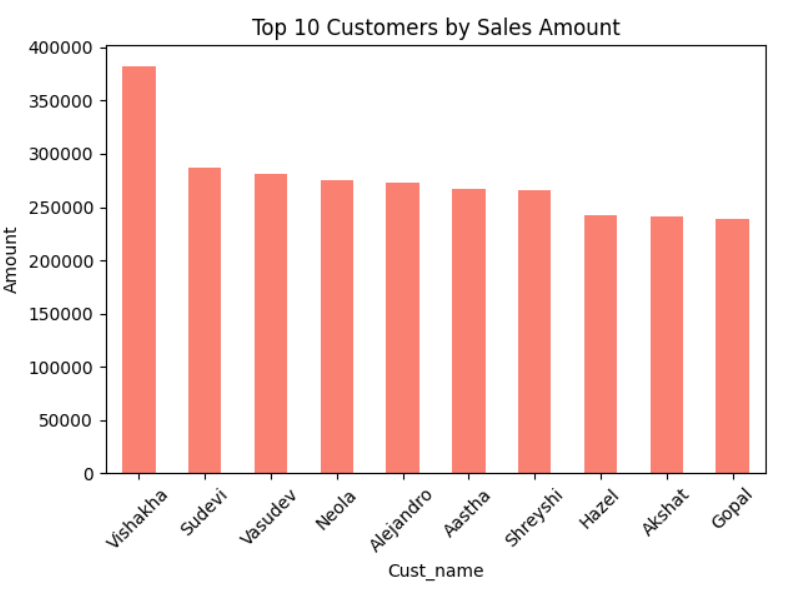 Top 10 Customers by Sales Amount
400000
350000
300000
250000
200000
150000
100000
50000
0
Amount
Vishakha
Sudevi
Vasudev
Neola
Alejandro
Aastha
Shreyshi
Hazel
Akshat
Gopal
Cust_name